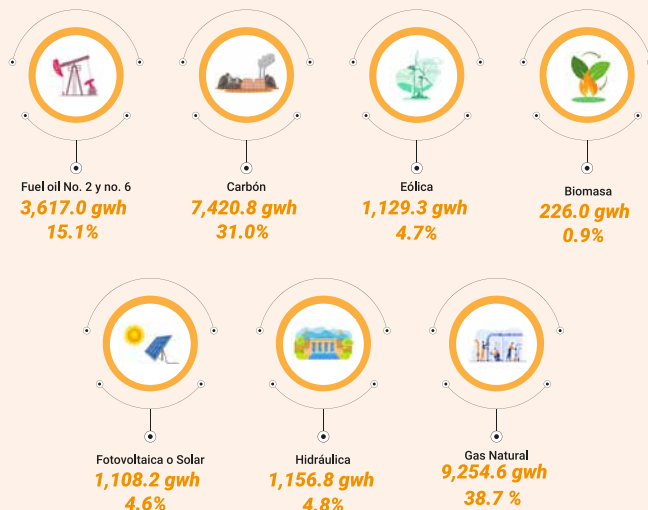 Fuel oil No. 2 y no. 6
3,617.0 gwh
15.1%
Carbón
7,420.8 gwh
31.0%
Eólica
1,129.3 gwh
4.7%
Biomasa
226.0 gwh
0.9%
Fotovoltaica o Solar
1,108.2 gwh
4.6%
Hidráulica
1,156.8 gwh
4.8%
Gas Natural
9,254.6 gwh
38.7 %